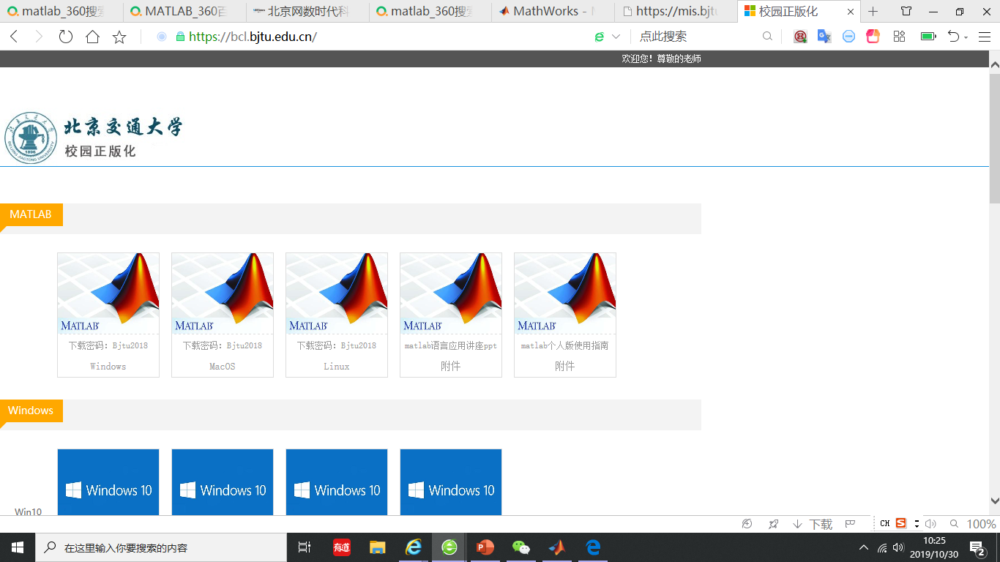 matlab_360搜索
MATLAB_360百
北京网数时代科
matlab_360搜索
MathWorks -
https://mis.bjtu
校园正版化
https://bcl.bjtu.edu.cn/
点此搜索
欢迎您！尊敬的老师
北京交通大学
校园正版化
MATLAB
MATLAB
MATLAB
MATLAB
MATLAB
MATLAB
下载密码：Bjtu2018
下载密码：Bjtu2018
下载密码：Bjtu2018
matlab语言应用讲座ppt
matlab个人版使用指南
Windows
MacOS
Linux
附件
附件
Windows
Windows 10
Windows 10
Windows 10
Windows 10
Win10
下载
CH
100%
在这里输入你要搜索的内容
有道
10:25
2019/10/30
2